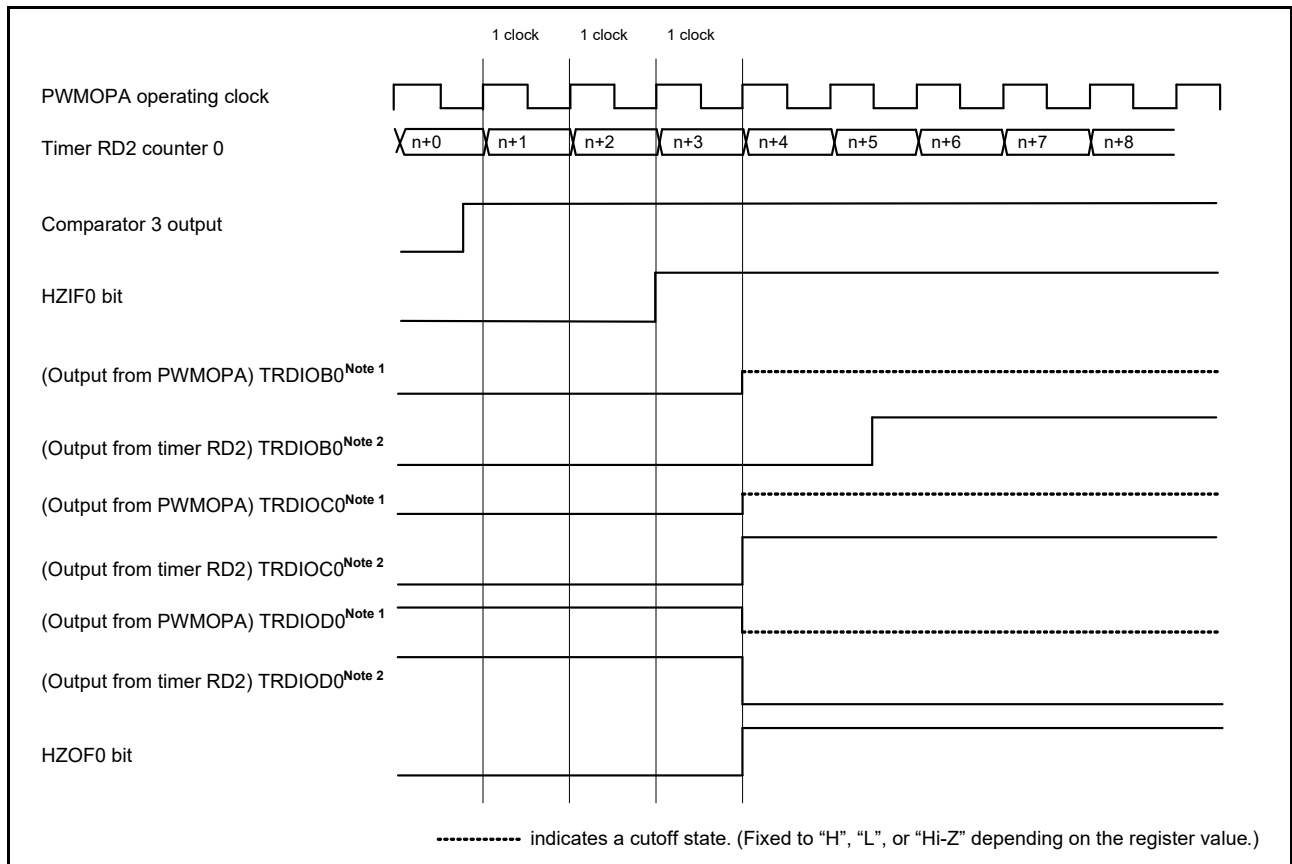 1 clock 1 clock 1 clock
PWMOPA operating clock
Timer RD2 counter 0 n+0 n+1 n+2 n+3 n+4 n+5 n+6 n+7 n+8
Comparator 3 output
HZIF0 bit
(Output from PWMOPA) TRDIOB0Note 1
(Output from timer RD2) TRDIOB0Note 2
(Output from PWMOPA) TRDIOC0Note 1
(Output from timer RD2) TRDIOC0Note 2
(Output from PWMOPA) TRDIOD0Note 1
(Output from timer RD2) TRDIOD0Note 2
HZOF0 bit
indicates a cutoff state. (Fixed to “H”, “L”, or “Hi-Z” depending on the register value.)